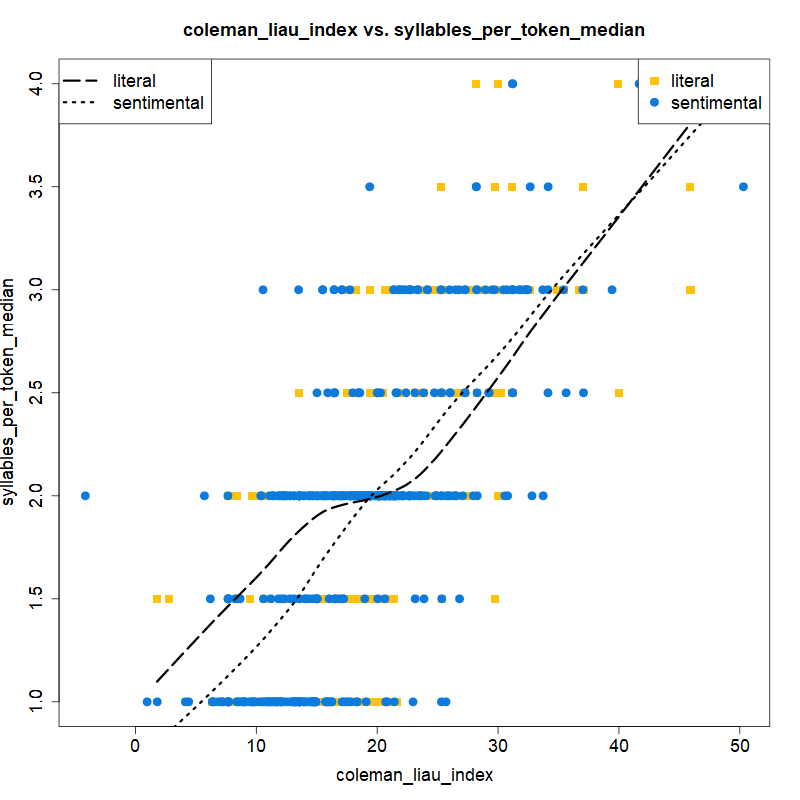 coleman_liau_index vs. syllables_per_token_median
literal
sentimental
literal
sentimental
syllables_per_token_median
4.0
3.5
3.0
2.5
2.0
1.5
1.0
0 10 20 30 40 50
coleman_liau_index